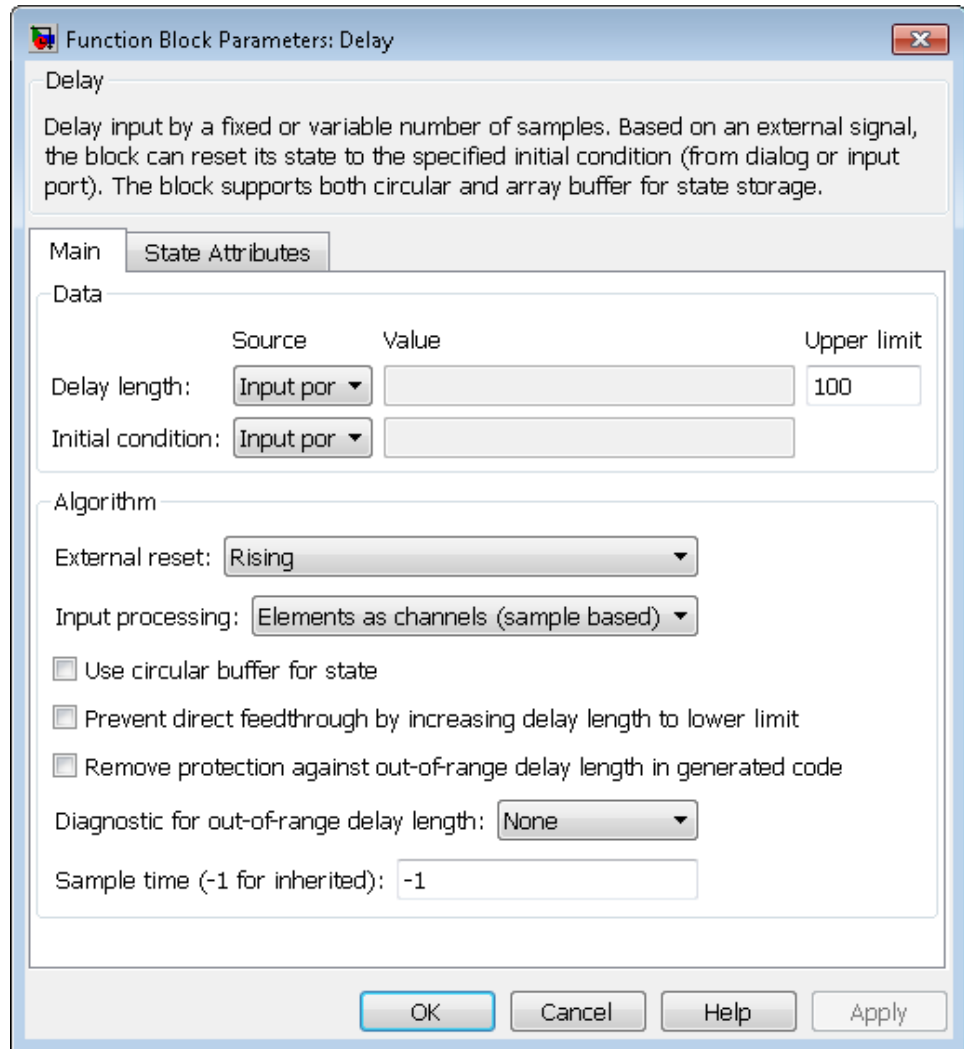 Function Block Parameters: Delay
Delay
Delay input by a fixed or variable number of samples. Based on an external signal,
the block can reset its state to the specified initial condition (from dialog or input
port). The block supports both circular and array buffer for state storage.
Main State Attributes
Data
Source Value Upper limit
Delay length: Input por 100
Initial condition: Input por
Algorithm
External reset: Rising
Input processing: Elements as channels (sample based)
Use circular buffer for state
Prevent direct feedthrough by increasing delay length to lower limit
Remove protection against out-of-range delay length in generated code
Diagnostic for out-of-range delay length: None
Sample time (-1 for inherited): -1
OK Cancel Help Apply